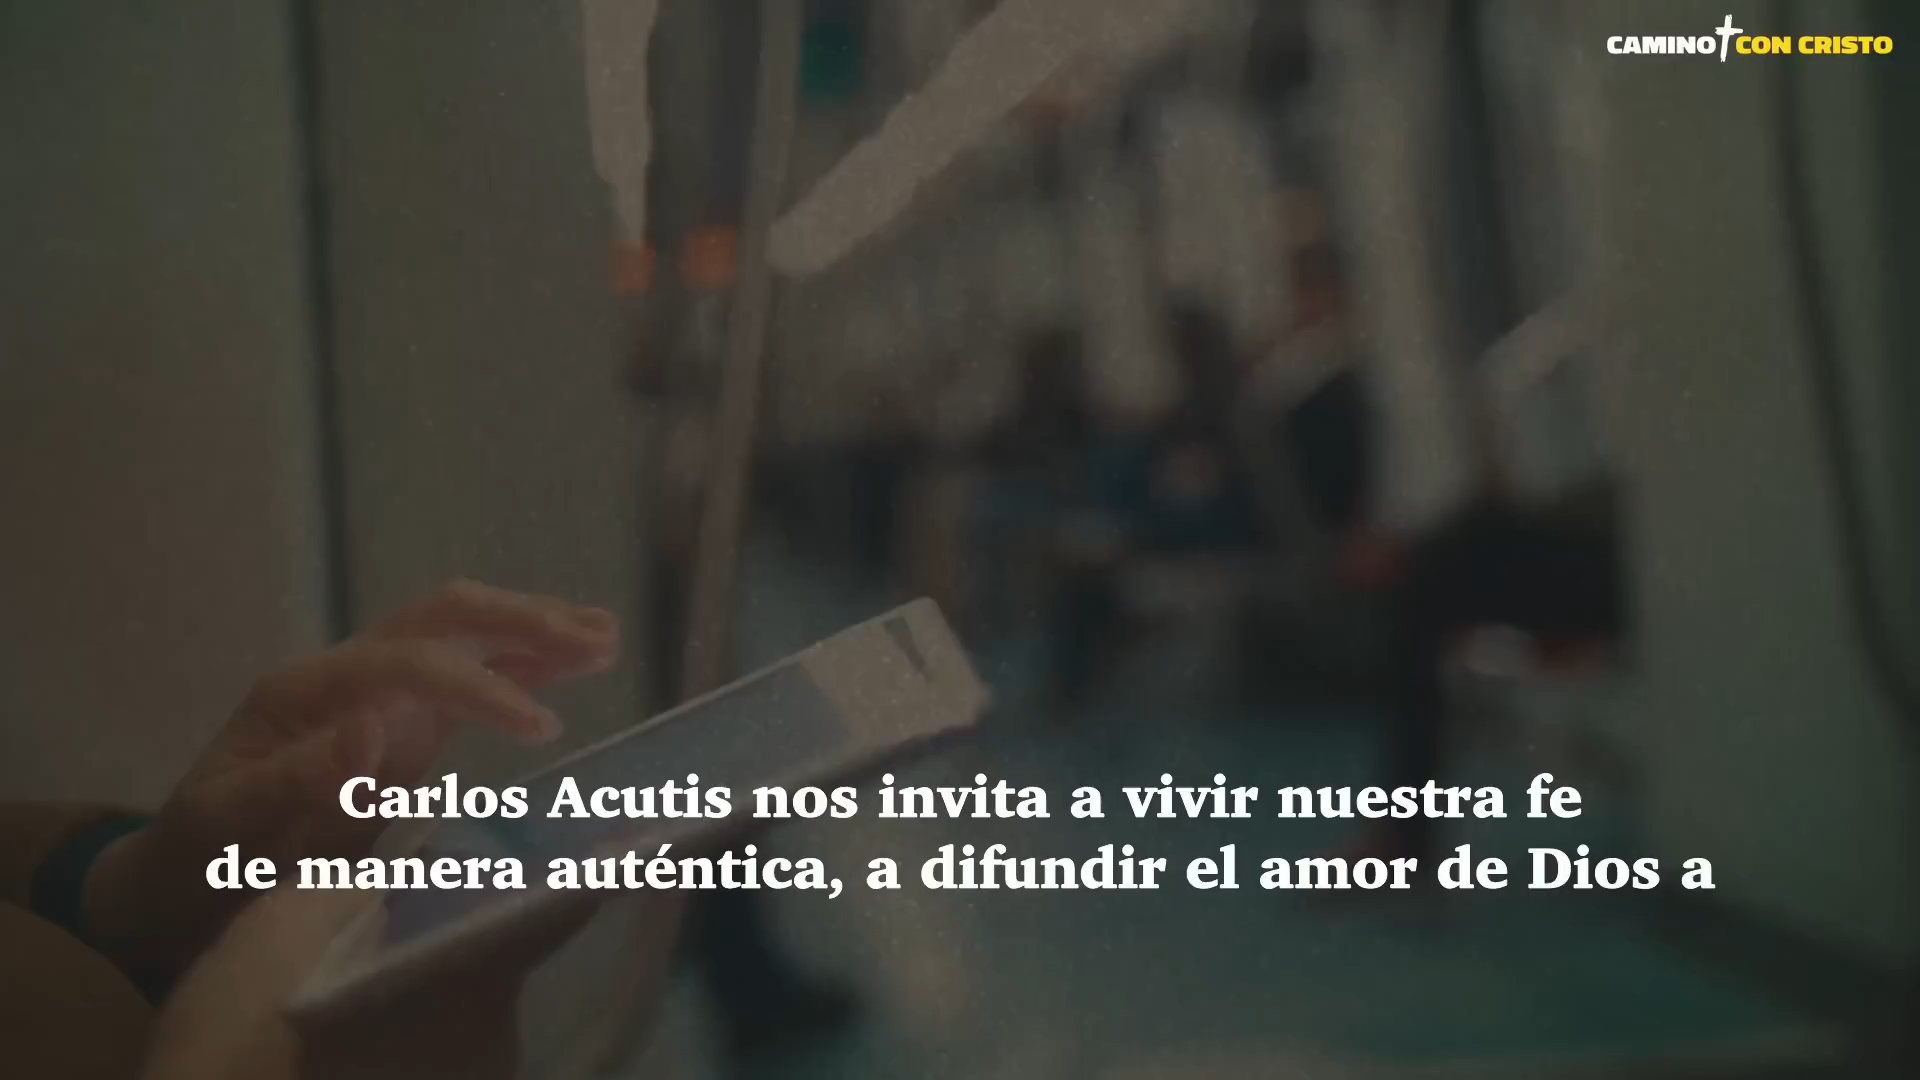 CAMINO CON CRISTO
Carlos Acutis nos invita a vivir nuestra fe
de manera auténtica, a difundir el amor de Dios a